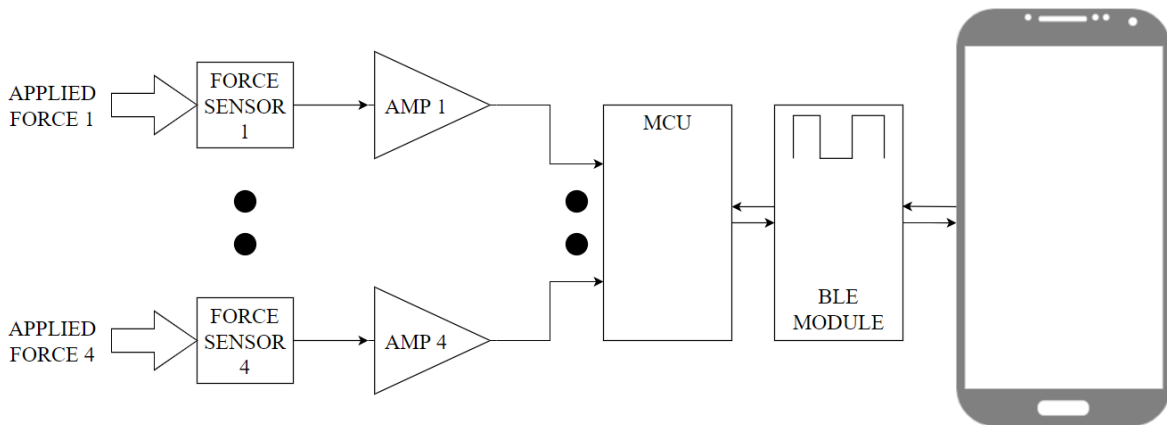 APPLIED
FORCE 1
FORCE
SENSOR
1
AMP 1
MCU
BLE
MODULE
APPLIED
FORCE 4
FORCE
SENSOR
4
AMP 4